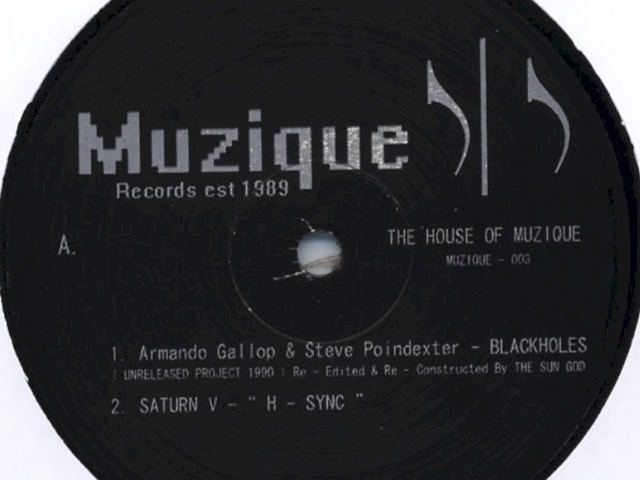 Muzique
Records est 1989
A.
THE HOUSE OF MUZIQUE
MUZIQUE - 003
1. Armando Gallop & Steve Poindexter - BLACKHOLES
( UNRELEASED PROJECT 1990 ) Re - Edited & Re - Constructed By THE SUN GOD
2. SATURN V - " H - SYNC "